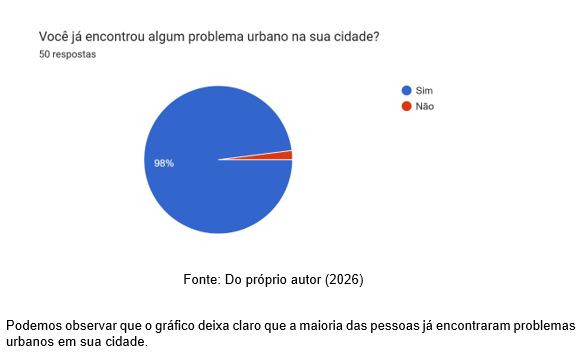 Você já encontrou algum problema urbano na sua cidade?
50 respostas
Sim
Não
98%
Fonte: Do próprio autor (2026)
Podemos observar que o gráfico deixa claro que a maioria das pessoas já encontraram problemas
urbanos em sua cidade.